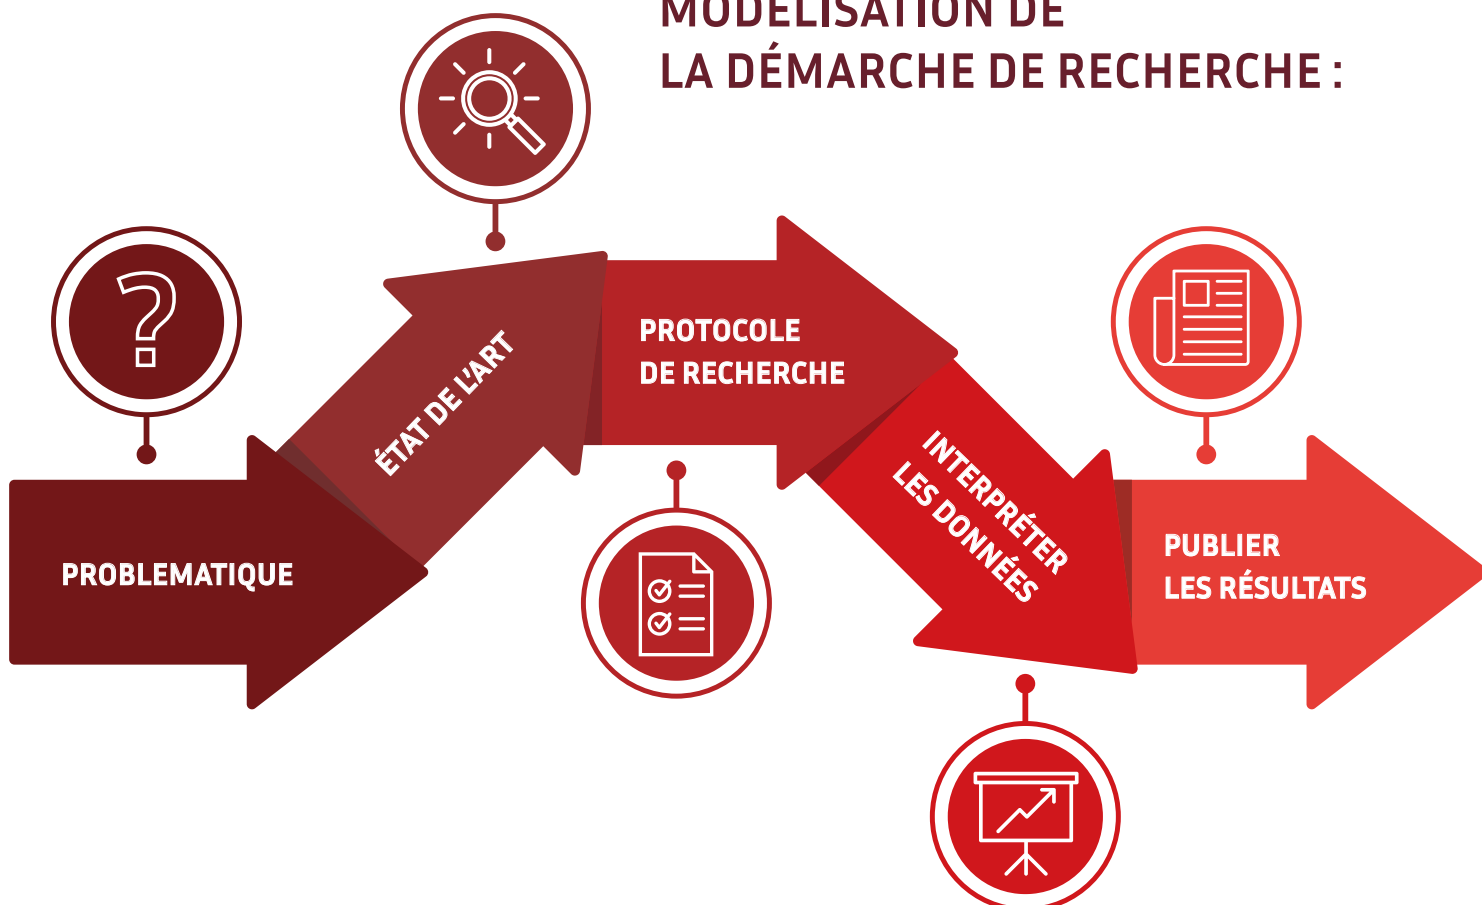 MODÉLISATION DE
LA DÉMARCHE DE RECHERCHE :
PROBLEMATIQUE
ÉTAT DE L'ART
PROTOCOLE
DE RECHERCHE
INTERPRÉTER
LES DONNÉES
PUBLIER
LES RÉSULTATS